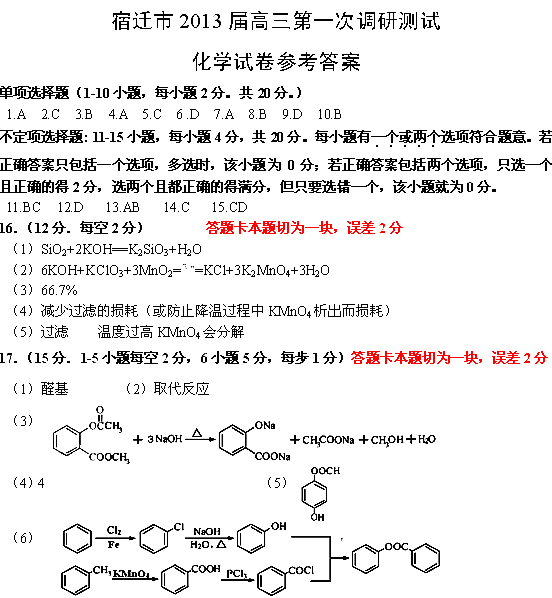 宿迁市 2013 届高三第一次调研测试
化学试卷参考答案
单项选择题（1-10 小题，每小题 2 分。共 20 分。）
1.A 2.C 3.B 4.A 5.C 6.D 7.A 8.B 9.D 10.B
不定项选择题: 11-15 小题，每小题 4 分，共 20 分。每小题有一个或两个选项符合题意。若
正确答案只包括一个选项，多选时，该小题为 0 分；若正确答案包括两个选项，只选一个
且正确的得 2 分，选两个且都正确的得满分，但只要选错一个，该小题就为 0 分。
11.BC 12.D 13.AB 14.C 15.CD
16．（12 分．每空 2 分） 答题卡本题切为一块，误差 2 分
（1）SiO₂+2KOH══K₂SiO₃+H₂O
（2）6KOH+KClO₃+3MnO₂= =KCl+3K₂MnO₄+3H₂O
（3）66.7%
（4）减少过滤的损耗（或防止降温过程中 KMnO₄ 析出而损耗）
（5）过滤 温度过高 KMnO₄ 会分解
17．（15 分．1-5 小题每空 2 分，6 小题 5 分，每步 1 分）答题卡本题切为一块，误差 2 分
（1）醛基 （2）取代反应
（3） O OCCH₃ COOCH₃ + 3 NaOH △ ONa COONa + CH₃COONa + CH₃OH + H₂O
（4）4 （5） OOCH OH
（6） Cl₂ Fe Cl NaOH H₂O，△ OH OOC
CH₃ KMnO₄ COOH PCl₃ COCl